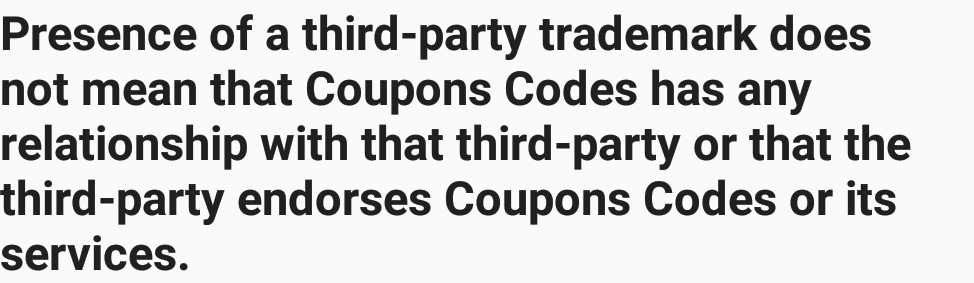 Presence of a third-party trademark does
not mean that Coupons Codes has any
relationship with that third-party or that the
third-party endorses Coupons Codes or its
services.